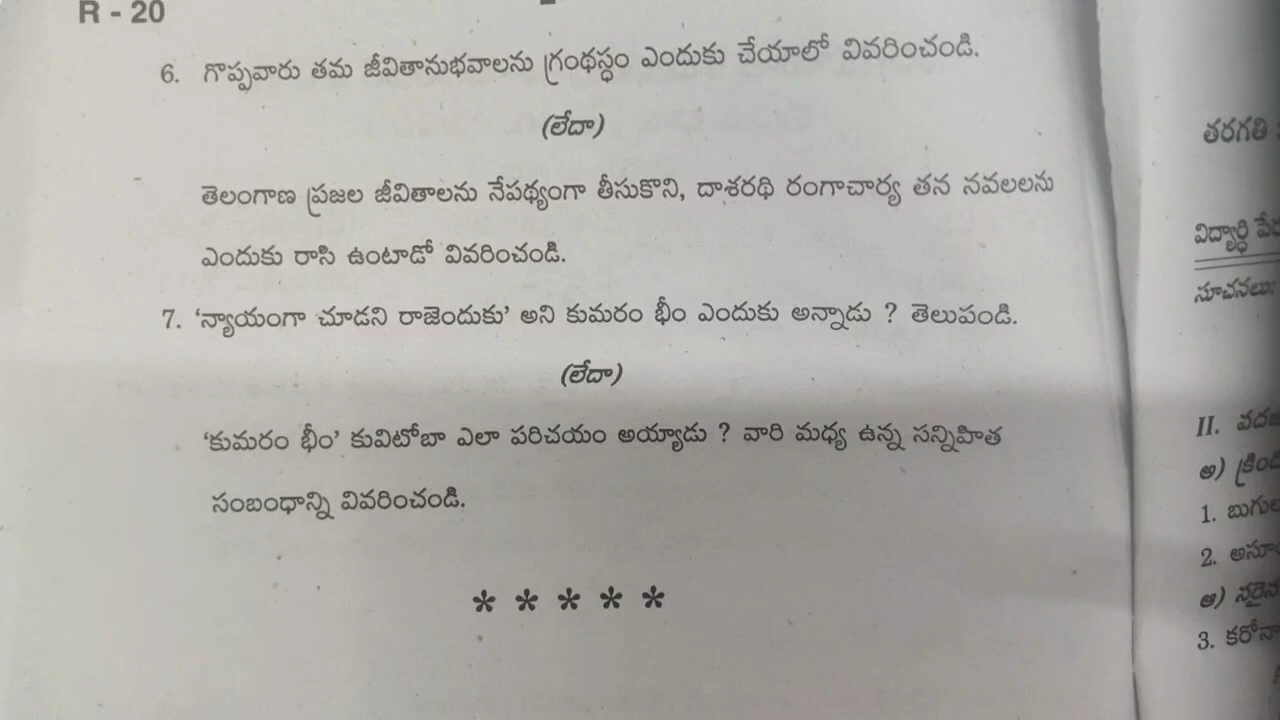 R - 20
6. గొప్పవారు తమ జీవితానుభవాలను గ్రంథస్థం ఎందుకు చేయాలో వివరించండి.
(లేదా)
తెలంగాణ ప్రజల జీవితాలను నేపథ్యంగా తీసుకొని, దాశరథి రంగాచార్య తన నవలలను
ఎందుకు రాసి ఉంటాడో వివరించండి.
7. ‘న్యాయంగా చూడని రాజెందుకు’ అని కుమరం భీం ఎందుకు అన్నాడు ? తెలుపండి.
(లేదా)
‘కుమరం భీం’ కువిటోబా ఎలా పరిచయం అయ్యాడు ? వారి మధ్య ఉన్న సన్నిహిత
సంబంధాన్ని వివరించండి.
* * * * *
తరగతి
విద్యార్థి
సూచనలు:
II.
అ)
1.
2.
ఆ)
3.